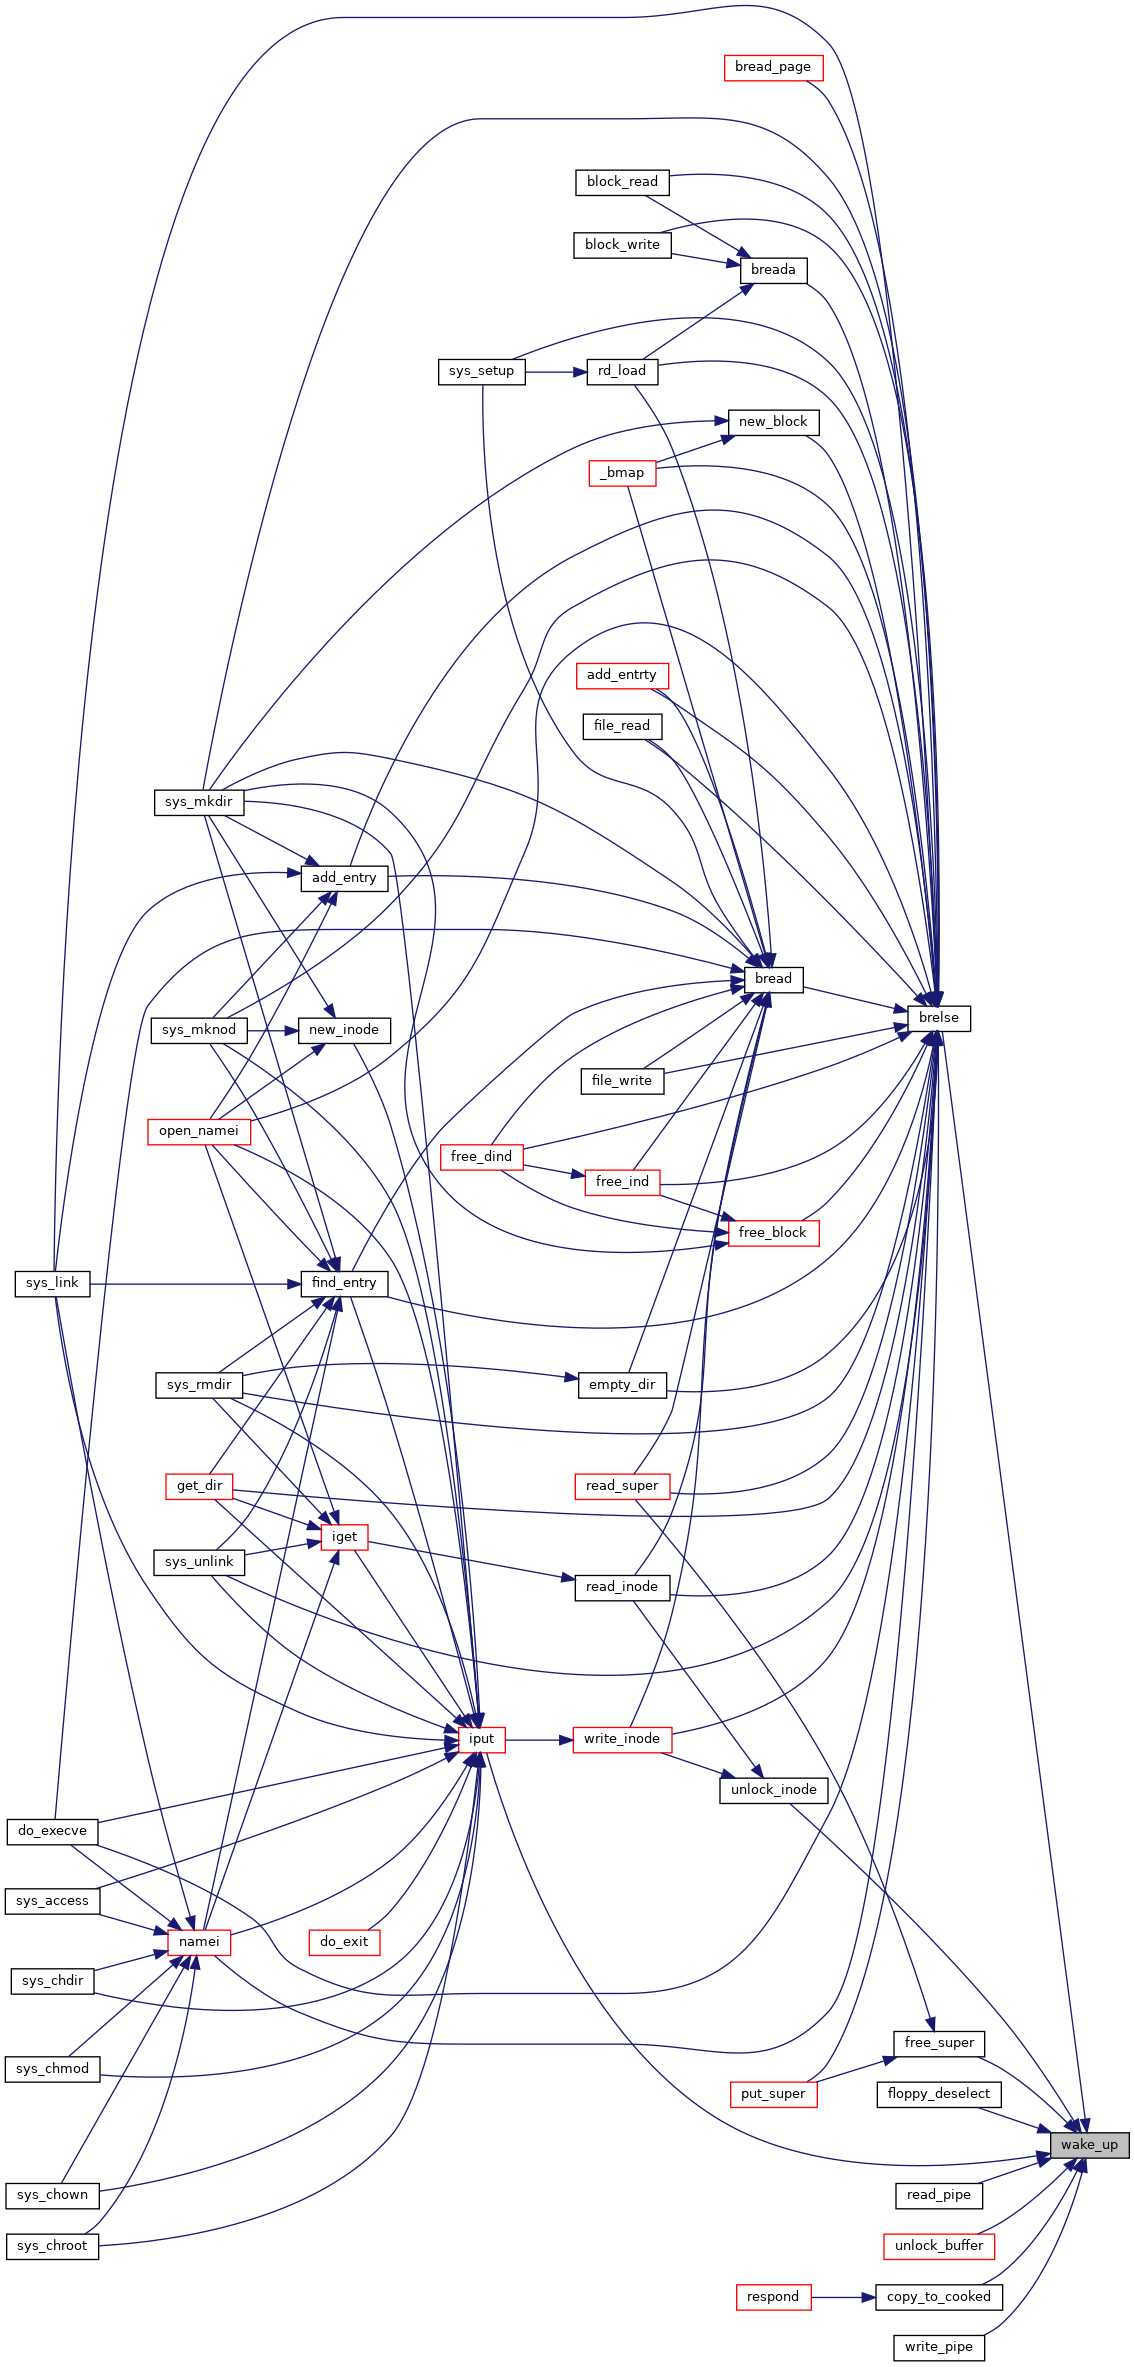 bread_page
block_read
block_write
breada
sys_setup
rd_load
new_block
_bmap
add_entrty
file_read
sys_mkdir
add_entry
bread
brelse
sys_mknod
new_inode
file_write
open_namei
free_dind
free_ind
free_block
sys_link
find_entry
sys_rmdir
empty_dir
get_dir
read_super
iget
sys_unlink
read_inode
iput
write_inode
unlock_inode
do_execve
sys_access
namei
do_exit
sys_chdir
free_super
sys_chmod
put_super
floppy_deselect
wake_up
sys_chown
read_pipe
sys_chroot
unlock_buffer
respond
copy_to_cooked
write_pipe